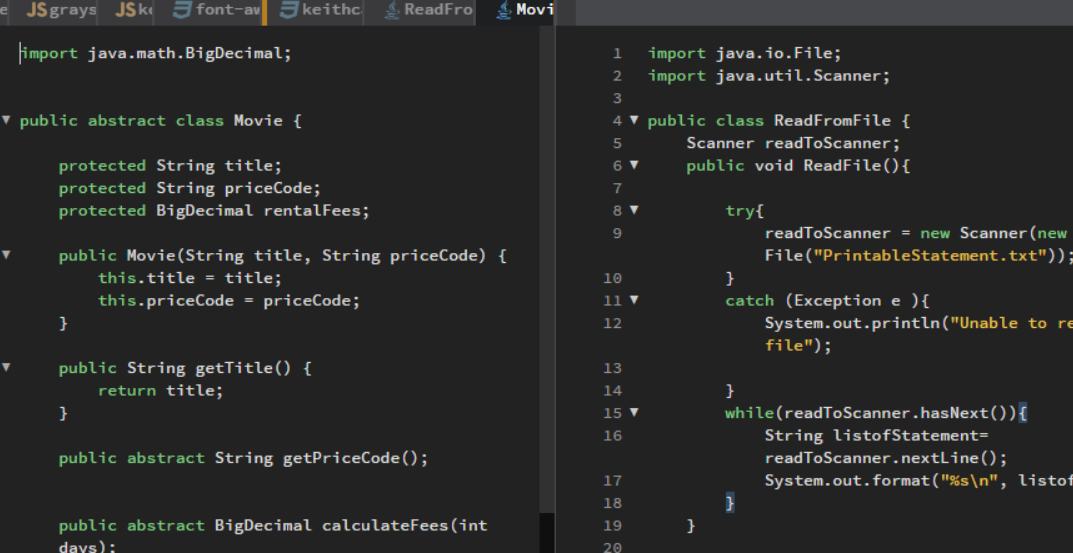 JS grays JS font-aw keithc ReadFro Movi
import java.math.BigDecimal;
public abstract class Movie {
protected String title;
protected String priceCode;
protected BigDecimal rentalFees;
public Movie(String title, String priceCode) {
this.title = title;
this.priceCode = priceCode;
}
public String getTitle() {
return title;
}
public abstract String getPriceCode();
public abstract BigDecimal calculateFees(int
days);
1 import java.io.File;
2 import java.util.Scanner;
3
4 public class ReadFromFile {
5 Scanner readToScanner;
6 public void ReadFile(){
7
8 try{
9 readToScanner = new Scanner(new
File("PrintableStatement.txt"));
10 }
11 catch (Exception e ){
12 System.out.println("Unable to re
file");
13
14 }
15 while(readToScanner.hasNext()){
16 String listofStatement=
readToScanner.nextLine();
17 System.out.format("%s\n", listof
18 }
19 }
20